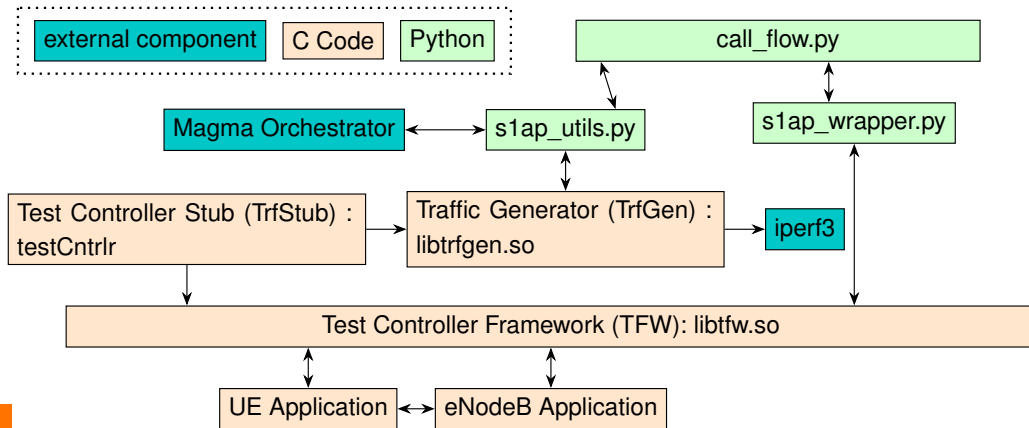 external component
C Code
Python
call_flow.py
Magma Orchestrator
s1ap_utils.py
s1ap_wrapper.py
Test Controller Stub (TrfStub) :
testCntrlr
Traffic Generator (TrfGen) :
libtrfgen.so
iperf3
Test Controller Framework (TFW): libtfw.so
UE Application
eNodeB Application